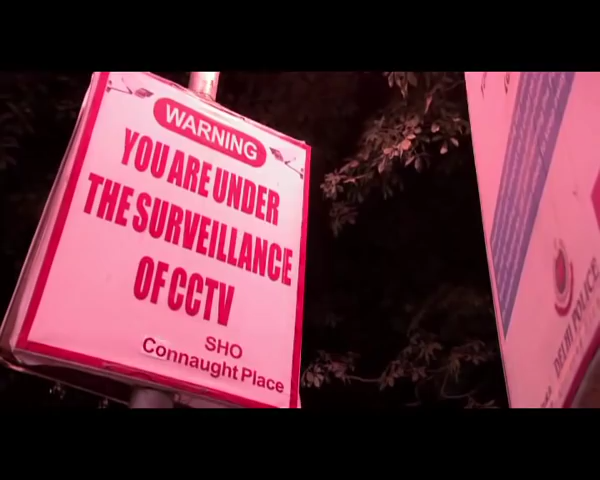 WARNING
YOU ARE UNDER
THE SURVEILLANCE
OF CCTV
SHO
Connaught Place
DELHI POLICE